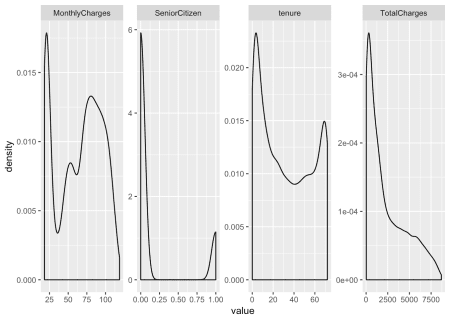 MonthlyCharges SeniorCitizen tenure TotalCharges
density
0.015
0.010
0.005
0.000
6
4
2
0
0.020
0.015
0.010
0.005
0.000
3e-04
2e-04
1e-04
0e+00
25 50 75 100
0.00 0.25 0.50 0.75 1.00
0 20 40 60
0 2500 5000 7500
value